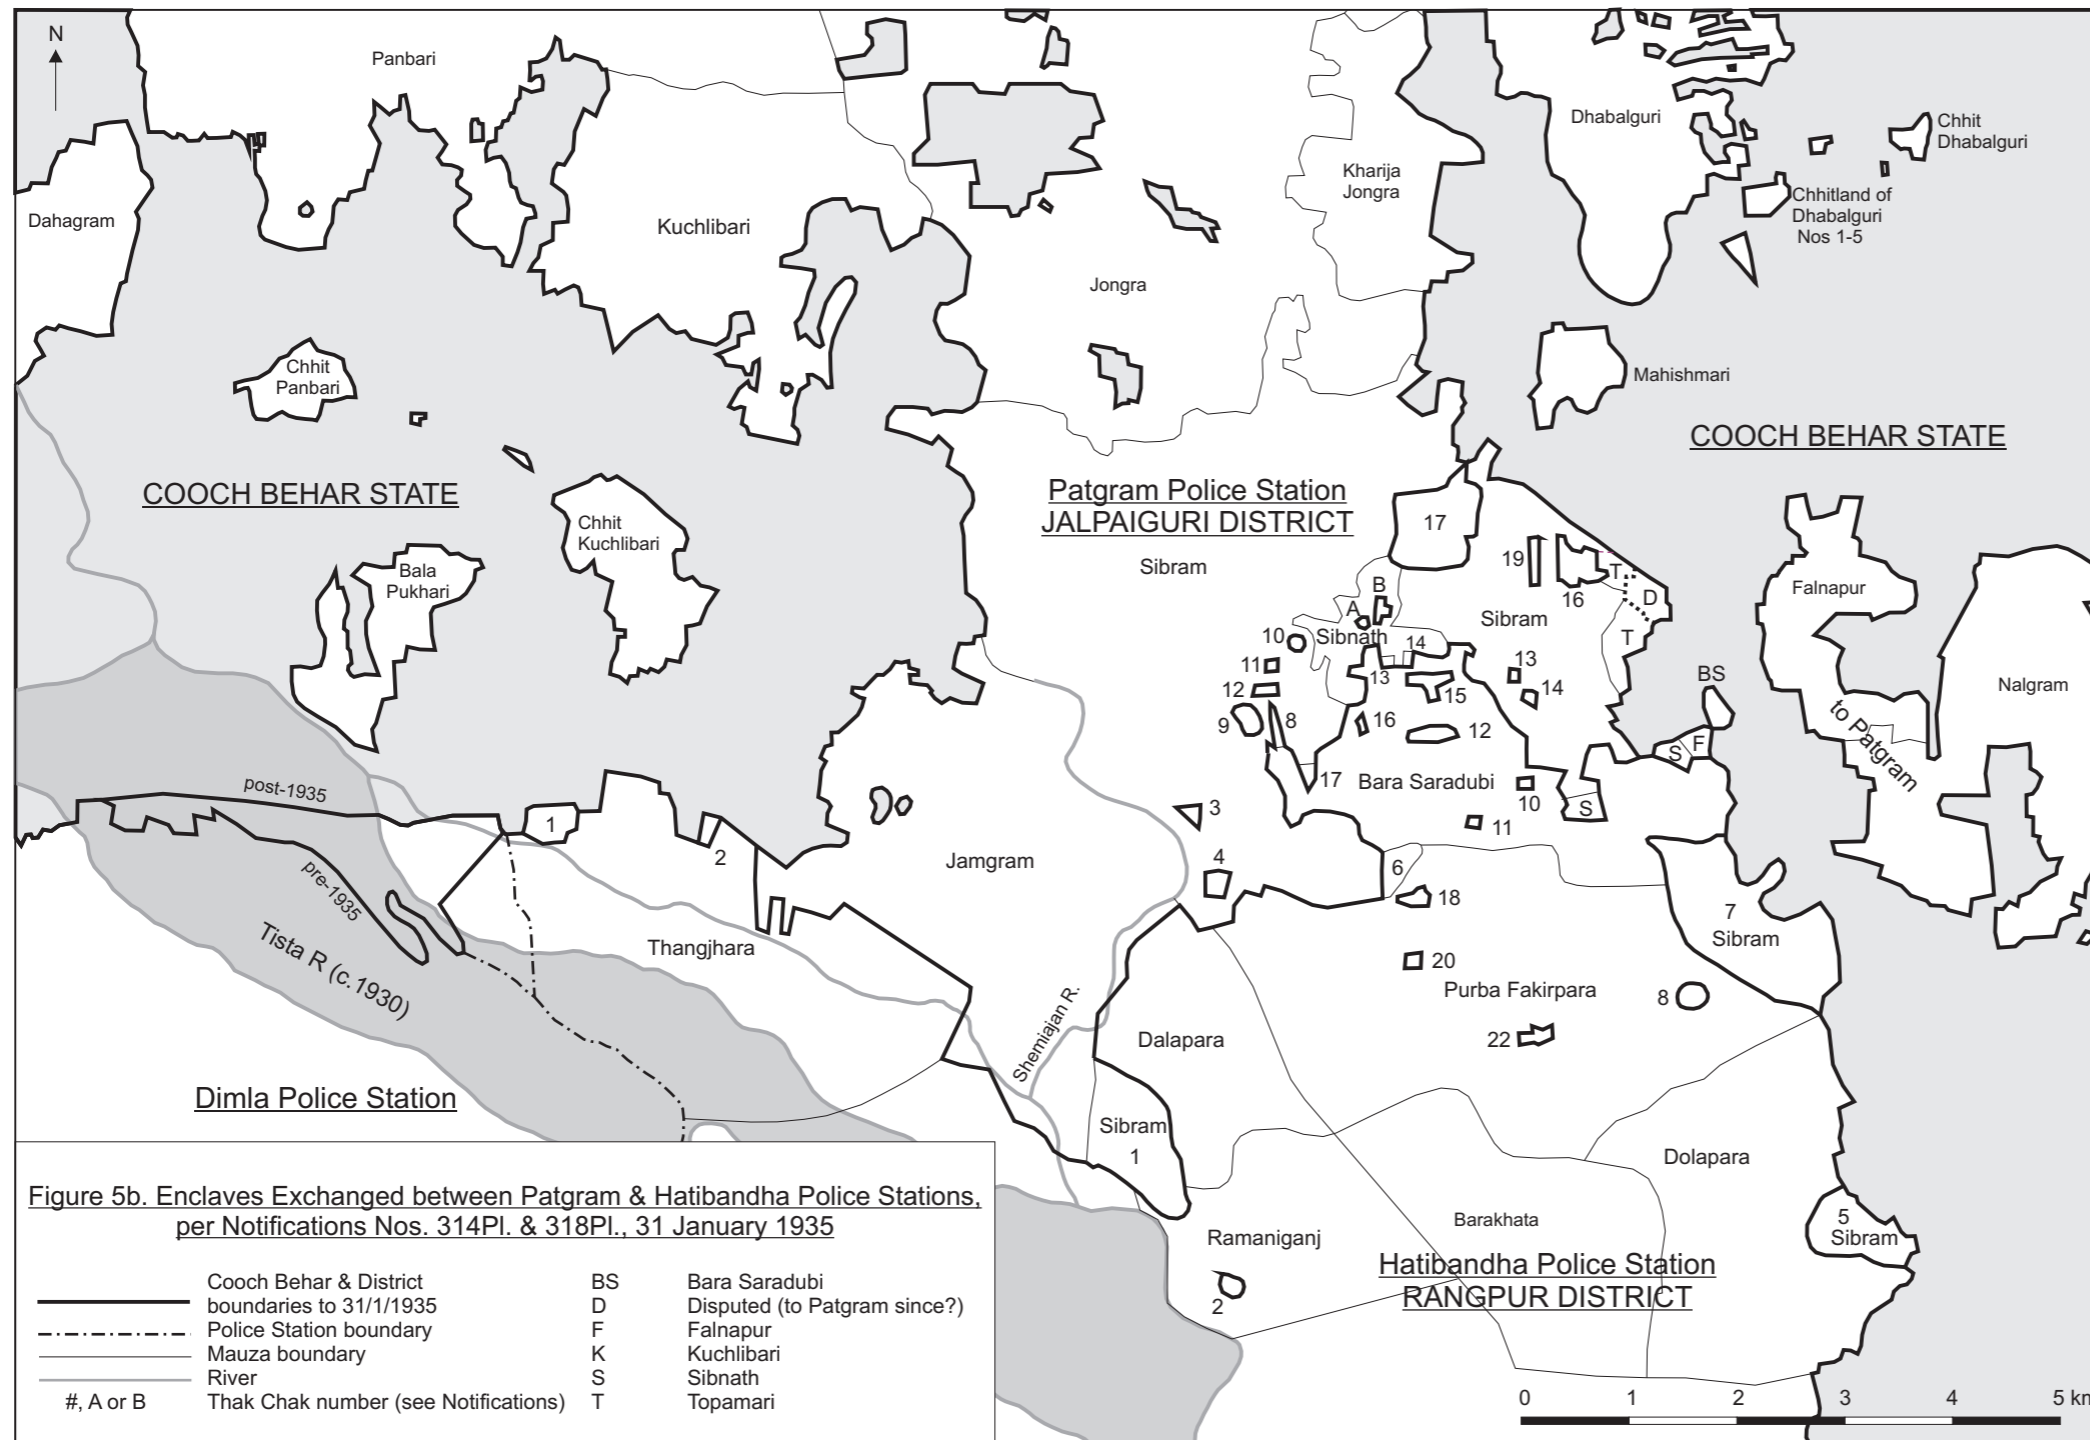 N
Panbari
Dahagram
Kuchlibari
Jongra
Kharija
Jongra
Dhabalguri
Chhit
Dhabalguri
Chhitland of
Dhabalguri
Nos 1-5
Chhit
Panbari
Mahishmari
COOCH BEHAR STATE
COOCH BEHAR STATE
Chhit
Kuchlibari
Bala
Pukhari
Patgram Police Station
JALPAIGURI DISTRICT
Sibram
17
19
16
T
D
T
B
A
Sibnath
14
Sibram
10
11
12
9
8
13
15
16
12
17
13
14
BS
S
F
Falnapur
Nalgram
to Patgram
Bara Saradubi
10
11
S
3
4
6
18
7
Sibram
20
Purba Fakirpara
8
22
post-1935
pre-1935
1
2
Jamgram
Thangjhara
Tista R (c. 1930)
Shemiajan R.
Dalapara
Sibram
1
Dimla Police Station
Dolapara
5
Sibram
Ramaniganj
2
Barakhata
Hatibandha Police Station
RANGPUR DISTRICT
Figure 5b. Enclaves Exchanged between Patgram & Hatibandha Police Stations,
per Notifications Nos. 314Pl. & 318Pl., 31 January 1935
Cooch Behar & District
boundaries to 31/1/1935
Police Station boundary
Mauza boundary
River
#, A or B Thak Chak number (see Notifications)
BS Bara Saradubi
D Disputed (to Patgram since?)
F Falnapur
K Kuchlibari
S Sibnath
T Topamari
0 1 2 3 4 5 km